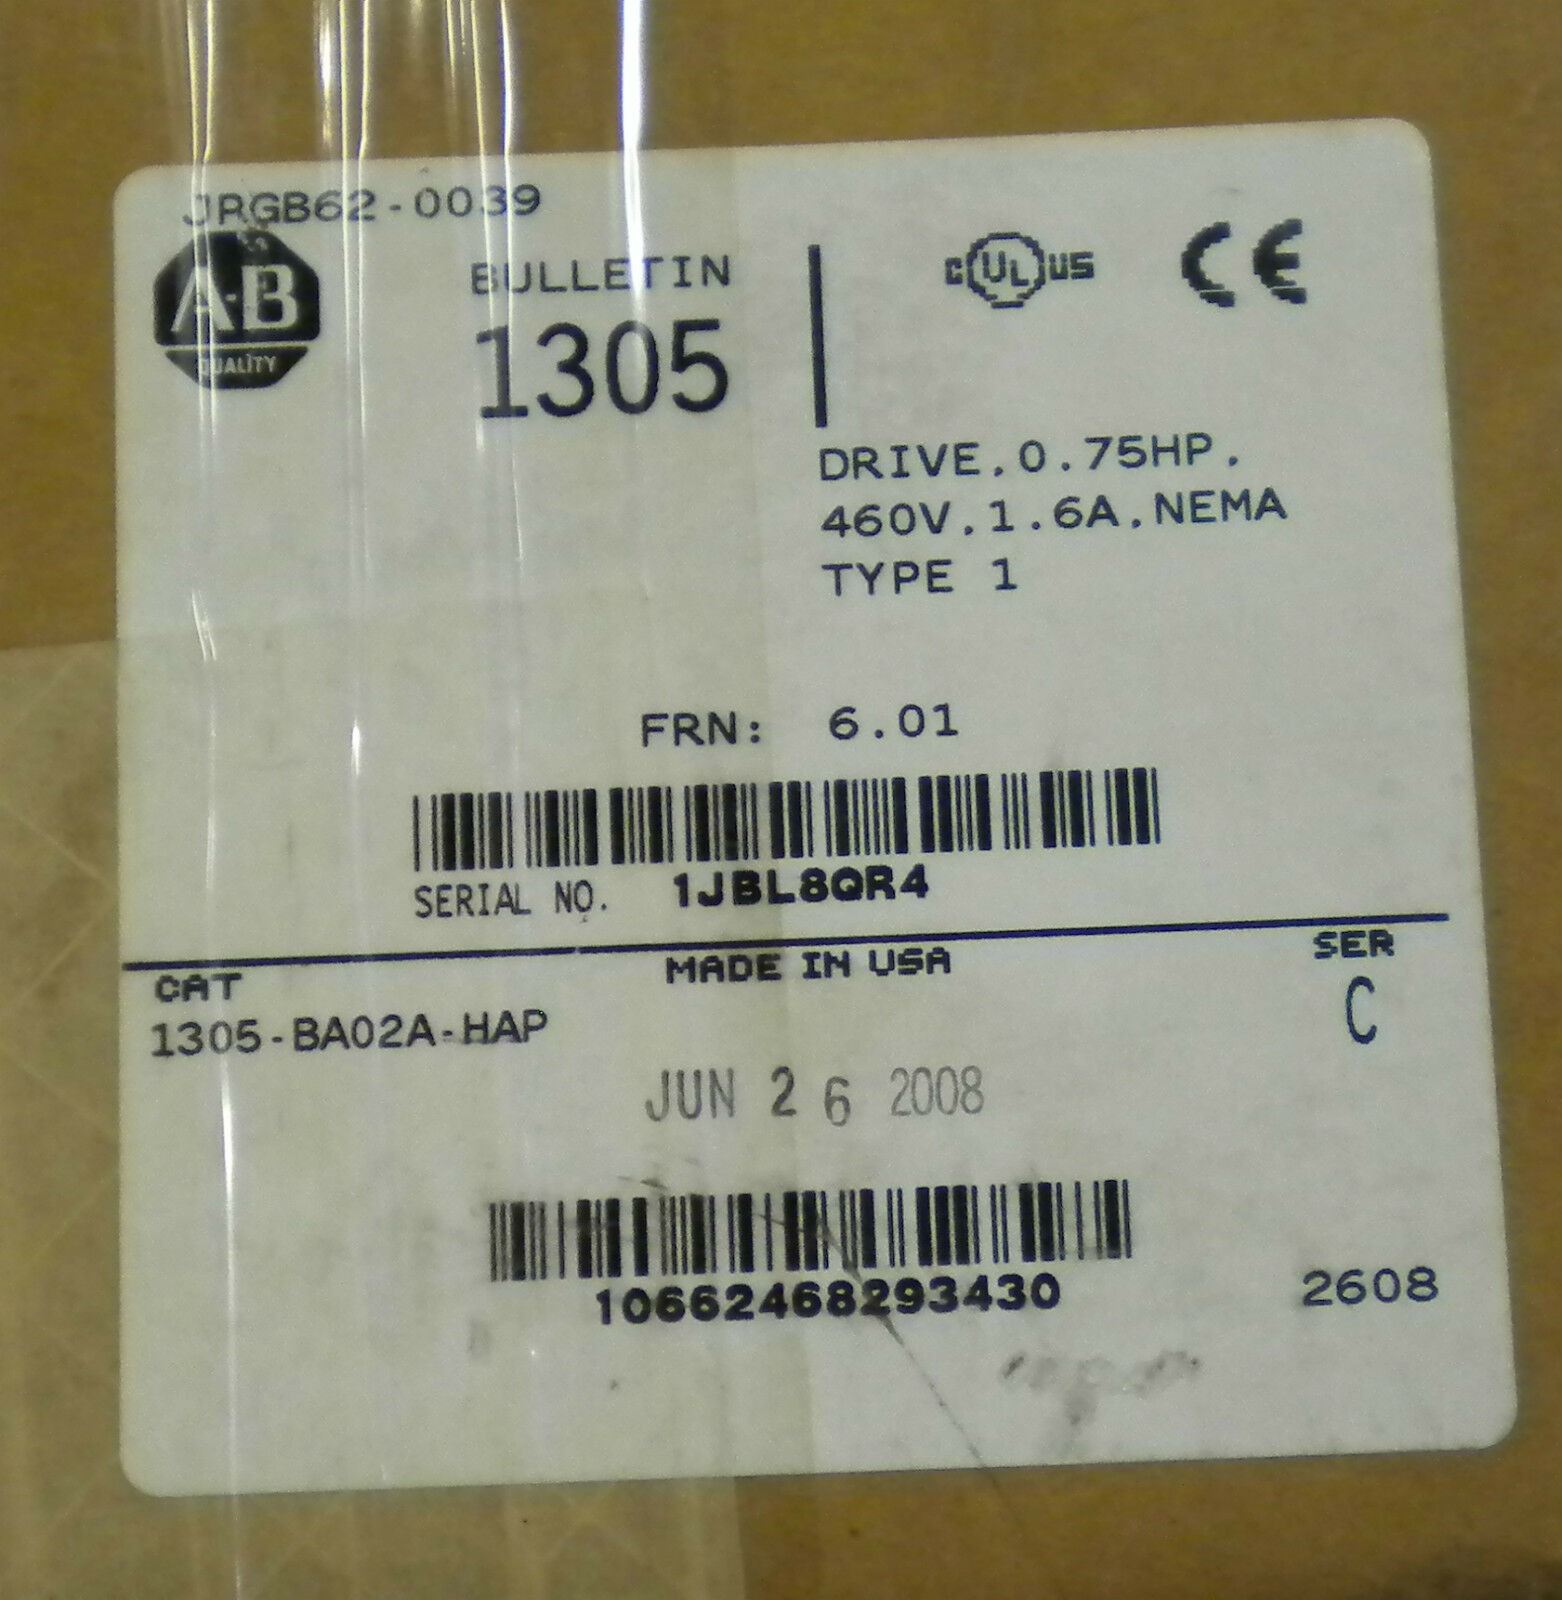 JRGB62-0039
A-B
QUALITY
BULLETIN
1305
C UL US CE
DRIVE.0.75HP.
460V.1.6A.NEMA
TYPE 1
FRN: 6.01
SERIAL NO. 1JBL8QR4
CAT MADE IN USA SER
1305-BA02A-HAP C
JUN 26 2008
10662468293430 2608